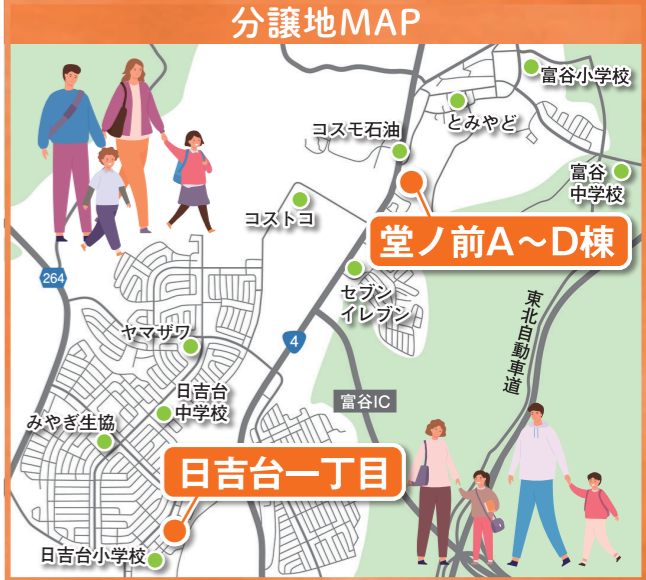 分譲地MAP
富谷小学校
とみやど
コスモ石油
富谷
中学校
コストコ
堂ノ前A～D棟
264
セブン
イレブン
東北自動車道
4
ヤマザワ
富谷IC
日吉台
中学校
みやぎ生協
日吉台一丁目
日吉台小学校